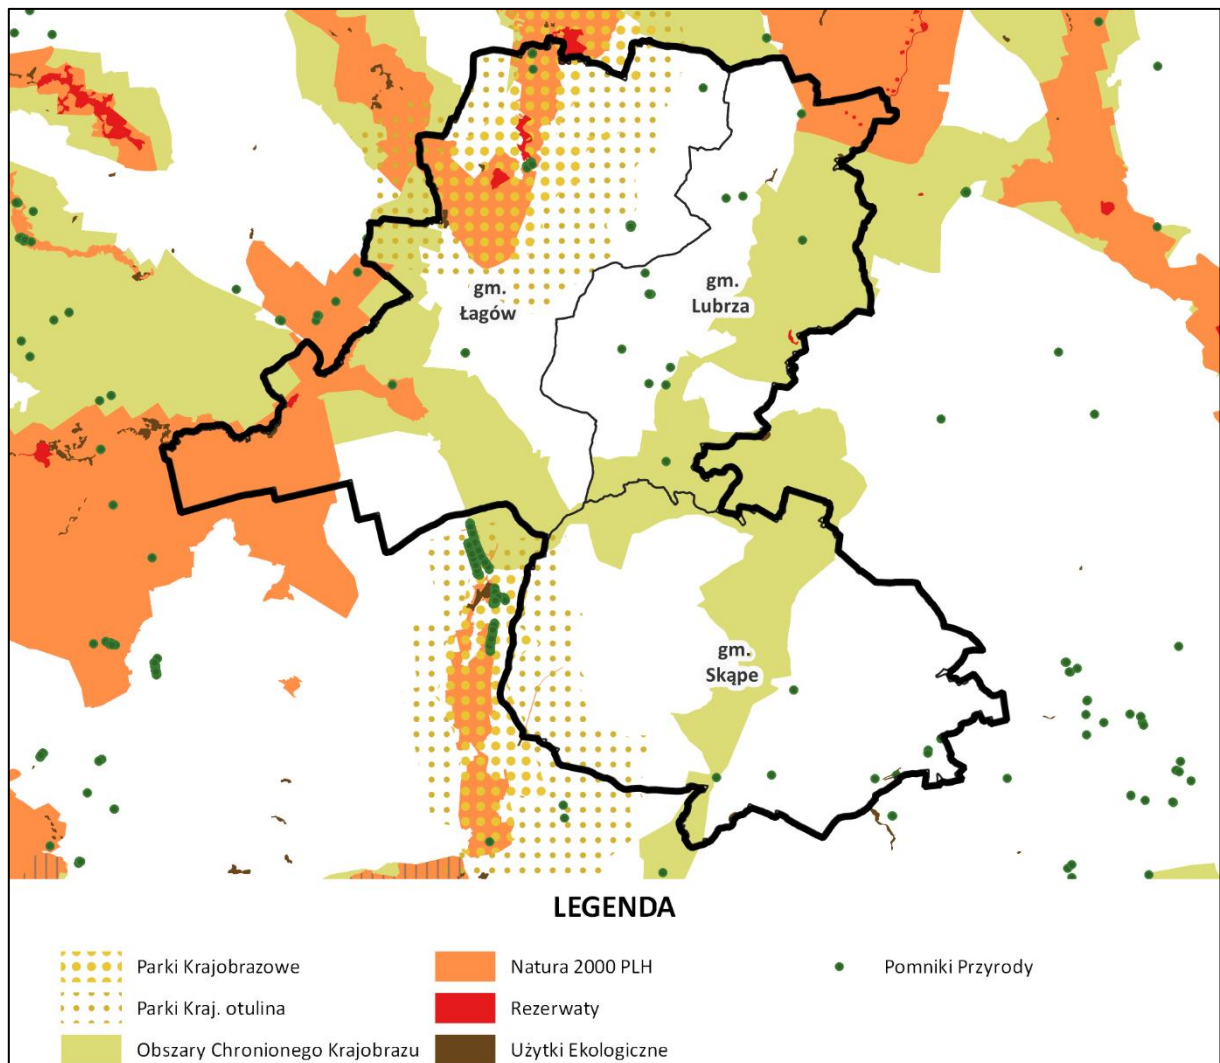 gm.
Łagów
gm.
Lubrza
gm.
Skąpe
LEGENDA
Parki Krajobrazowe
Parki Kraj. otulina
Obszary Chronionego Krajobrazu
Natura 2000 PLH
Rezerwaty
Użytki Ekologiczne
Pomniki Przyrody